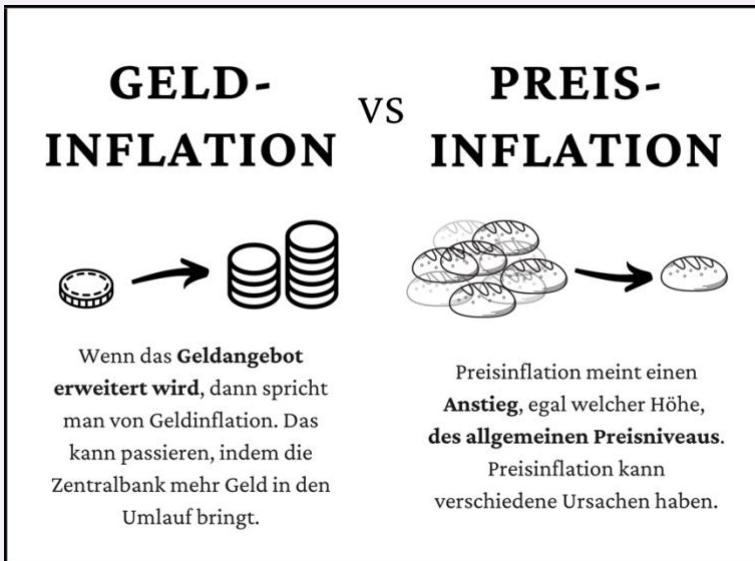 GELD-
INFLATION
vs
PREIS-
INFLATION
Wenn das Geldangebot
erweitert wird, dann spricht
man von Geldinflation. Das
kann passieren, indem die
Zentralbank mehr Geld in den
Umlauf bringt.
Preisinflation meint einen
Anstieg, egal welcher Höhe,
des allgemeinen Preisniveaus.
Preisinflation kann
verschiedene Ursachen haben.